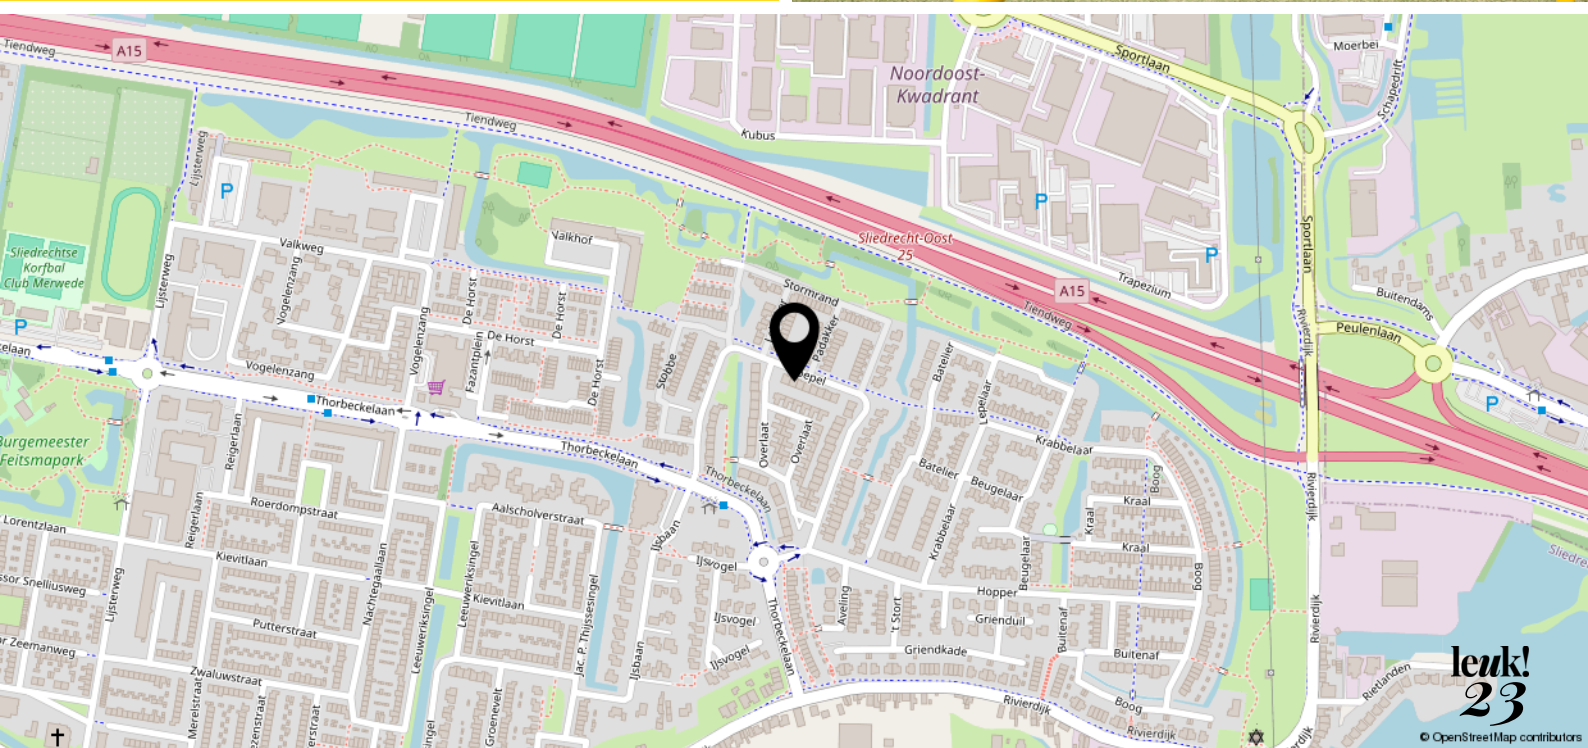 Tiendweg
A15
Sportlaan
Moerbei
Schapedrift
Noordoost-
Kwadrant
Tiendweg
Kubus
Lijsterweg
P
P
Sliedrechtse
Korfbal
Club Merwede
Valkweg
Valkhof
Sliedrecht-Oost
25
P
Sportlaan
Trapezium
A15
Buitendams
Lijsterweg
Vogelenzang
De Horst
De Horst
Stormrand
Tiendweg
Rivierdijk
Peulenlaan
P
Vogelenzang
Fazantplein
De Horst
Padakker
Vogelenzang
De Horst
Stobbe
Batelier
Lepelaar
P
Thorbeckelaan
Thorbeckelaan
Overlaat
Overlaat
Krabbelaar
Boog
Burgemeester
Feitsmapark
Reigerlaan
Thorbeckelaan
Batelier
Beugelaar
Kraal
Kraal
Kraal
Rivierdijk
Reigerlaan
Roerdompstraat
Aalscholverstraat
IJsbaan
Krabbelaar
Beugelaar
Lorentzlaan
Kievitlaan
Nachtegaallaan
Leeuweriksingel
IJsvogel
Boog
Lijsterweg
Leeuweriksingel
Kievitlaan
Jac. P. Thijssesingel
Thorbeckelaan
Aveling
't Stort
Hopper
Griendduil
Buitenaf
Rivierdijk
Putterstraat
IJsvogel
IJsvogel
IJsbaan
Griendkade
Buitenaf
Zwaluwstraat
Merelstraat
Groenevelt
Rivierdijk
Boog
Rivierdijk
Rietlanden
leuk!
23
© OpenStreetMap contributors